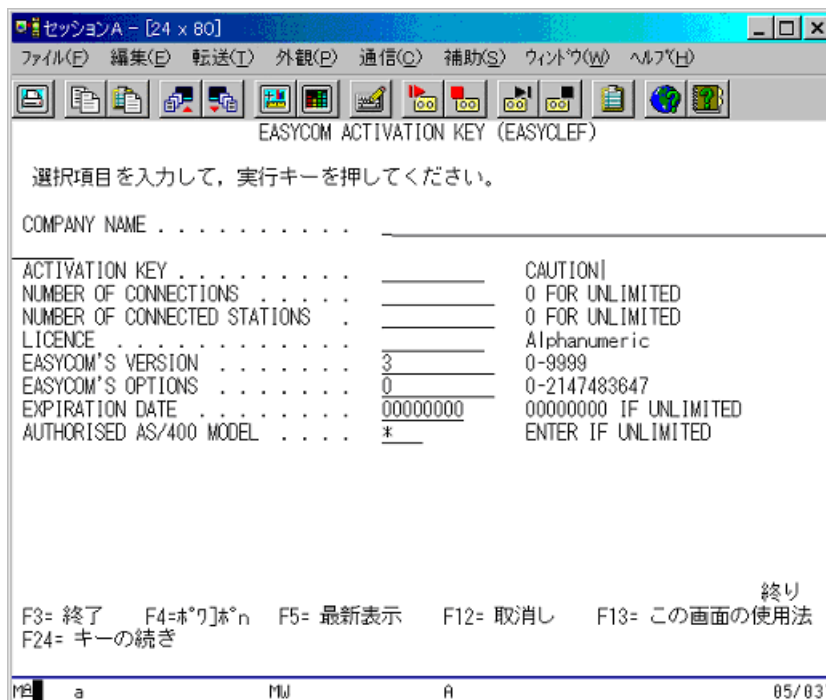 セッションA - [24 x 80]
ファイル(F) 編集(E) 転送(T) 外観(P) 通信(C) 補助(S) ウィンドウ(W) ヘルプ(H)
EASYCOM ACTIVATION KEY (EASYCLEF)
選択項目を入力して，実行キーを押してください。
COMPANY NAME . . . . . . . . . .
ACTIVATION KEY . . . . . . . . . CAUTION
NUMBER OF CONNECTIONS . . . . . 0 FOR UNLIMITED
NUMBER OF CONNECTED STATIONS . 0 FOR UNLIMITED
LICENCE . . . . . . . . . . . . Alphanumeric
EASYCOM'S VERSION . . . . . . . 3 0-9999
EASYCOM'S OPTIONS . . . . . . . 0 0-2147483647
EXPIRATION DATE . . . . . . . . 00000000 00000000 IF UNLIMITED
AUTHORISED AS/400 MODEL . . . . * ENTER IF UNLIMITED
終り
F3= 終了 F4=ﾎﾟﾜ]ﾎﾟn F5= 最新表示 F12= 取消し F13= この画面の使用法
F24= キーの続き
MA a MW A 05/03